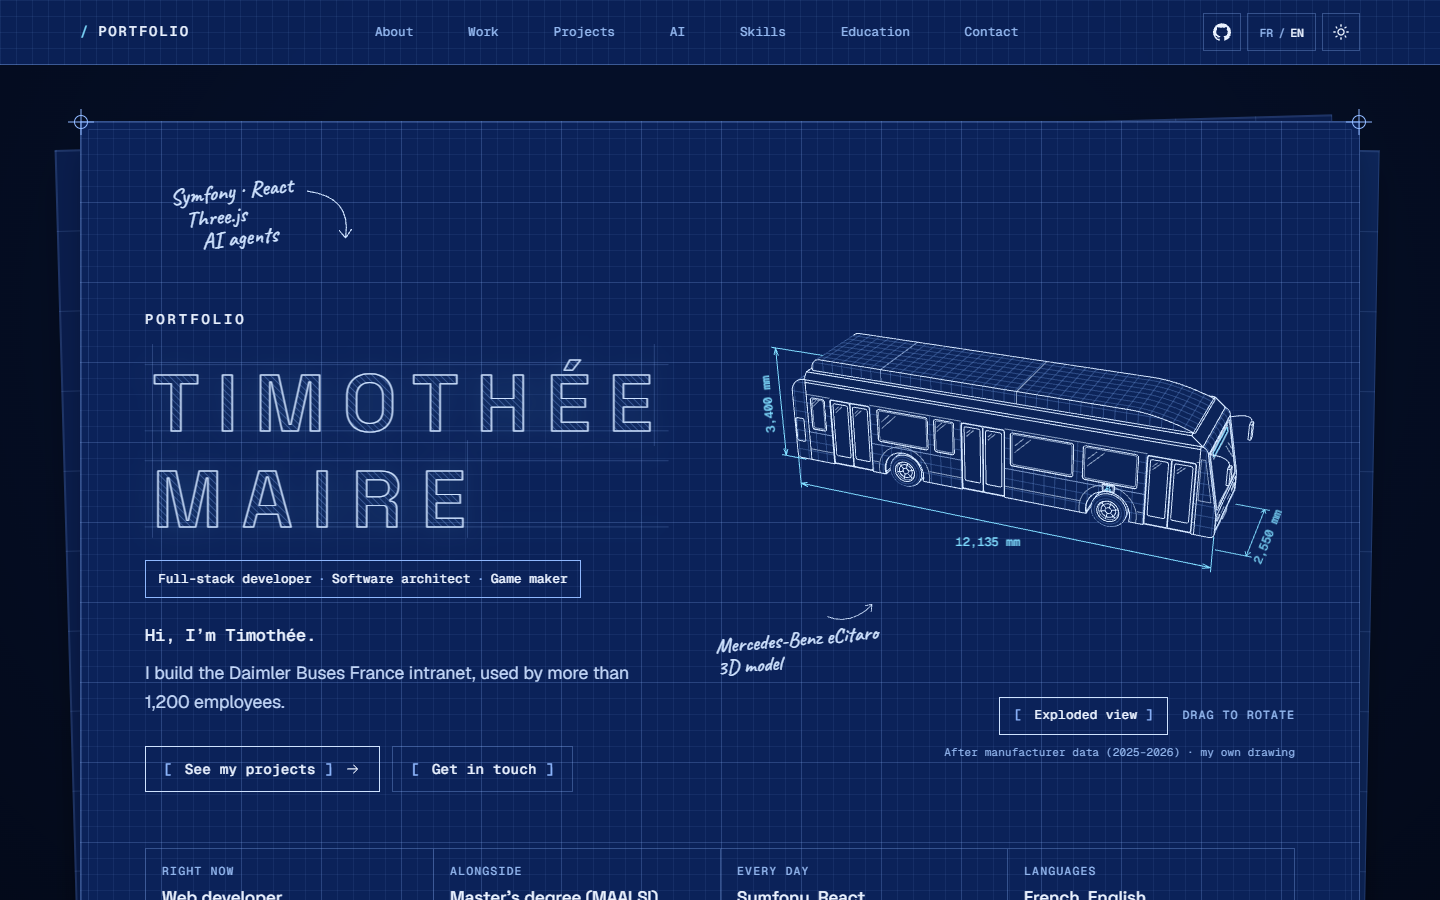 / PORTFOLIO
About
Work
Projects
AI
Skills
Education
Contact
FR / EN
Symfony · React
Three.js
AI agents
PORTFOLIO
TIMOTHÉE
MAIRE
Full-stack developer · Software architect · Game maker
Hi, I’m Timothée.
I build the Daimler Buses France intranet, used by more than
1,200 employees.
[ See my projects ] →
[ Get in touch ]
3,400 mm
12,135 mm
2,550 mm
Mercedes-Benz eCitaro
3D model
[ Exploded view ]
DRAG TO ROTATE
After manufacturer data (2025-2026) · my own drawing
RIGHT NOW
Web developer
ALONGSIDE
Master’s degree (MAALSI)
EVERY DAY
Symfony, React
LANGUAGES
French, English